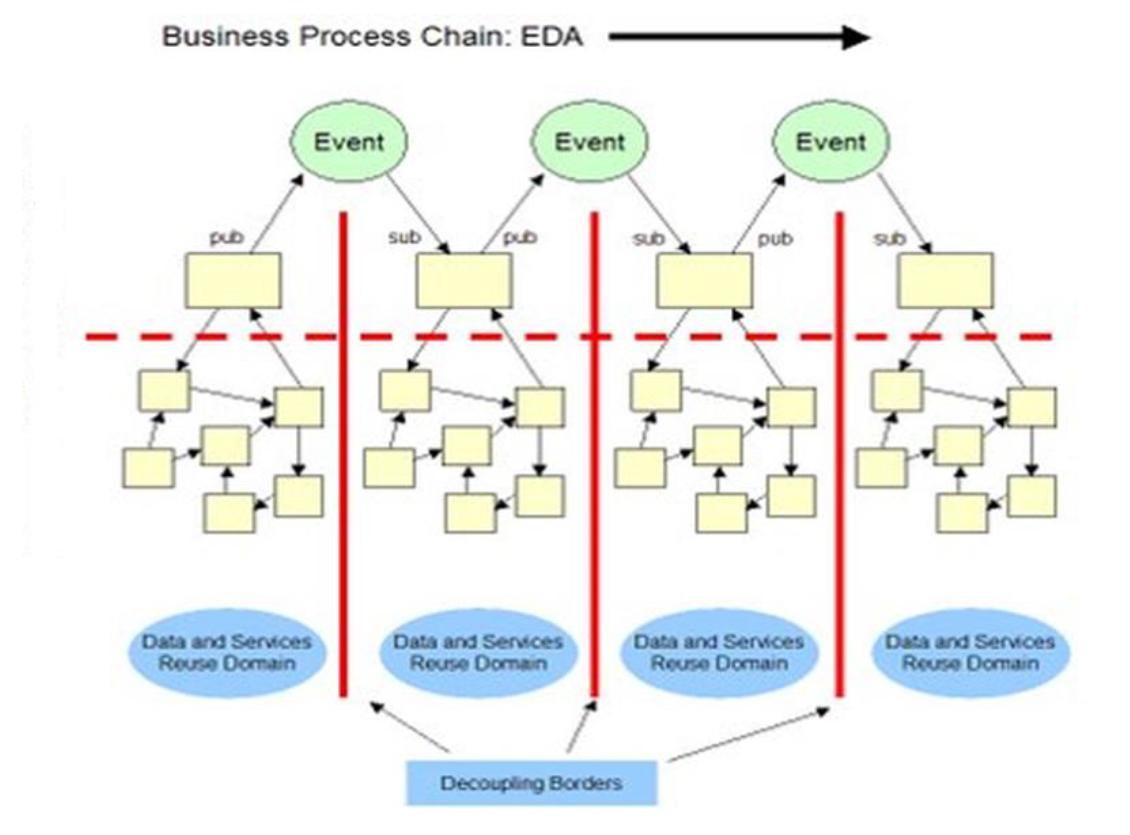 Business Process Chain: EDA
Event
Event
Event
pub
sub
pub
sub
pub
sub
Data and Services
Reuse Domain
Data and Services
Reuse Domain
Data and Services
Reuse Domain
Data and Services
Reuse Domain
Decoupling Borders